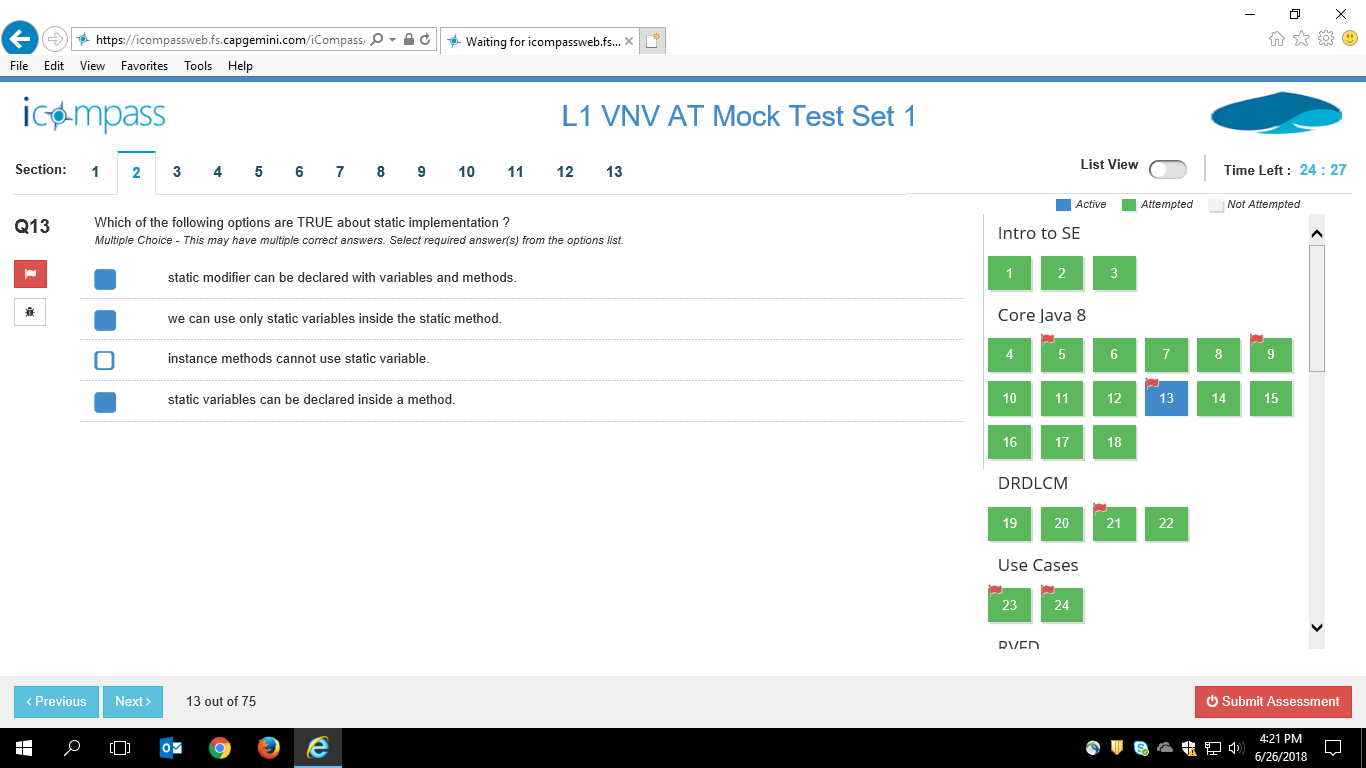 https://icompassweb.fs.capgemini.com/iCompass/
Waiting for icompassweb.fs...
File Edit View Favorites Tools Help
icompass
L1 VNV AT Mock Test Set 1
Section: 1 2 3 4 5 6 7 8 9 10 11 12 13
List View
Time Left : 24 : 27
Active Attempted Not Attempted
Q13
Which of the following options are TRUE about static implementation ?
Multiple Choice - This may have multiple correct answers. Select required answer(s) from the options list.
static modifier can be declared with variables and methods.
we can use only static variables inside the static method.
instance methods cannot use static variable.
static variables can be declared inside a method.
Intro to SE
1 2 3
Core Java 8
4 5 6 7 8 9
10 11 12 13 14 15
16 17 18
DRDLCM
19 20 21 22
Use Cases
23 24
Previous Next 13 out of 75
Submit Assessment
4:21 PM
6/26/2018